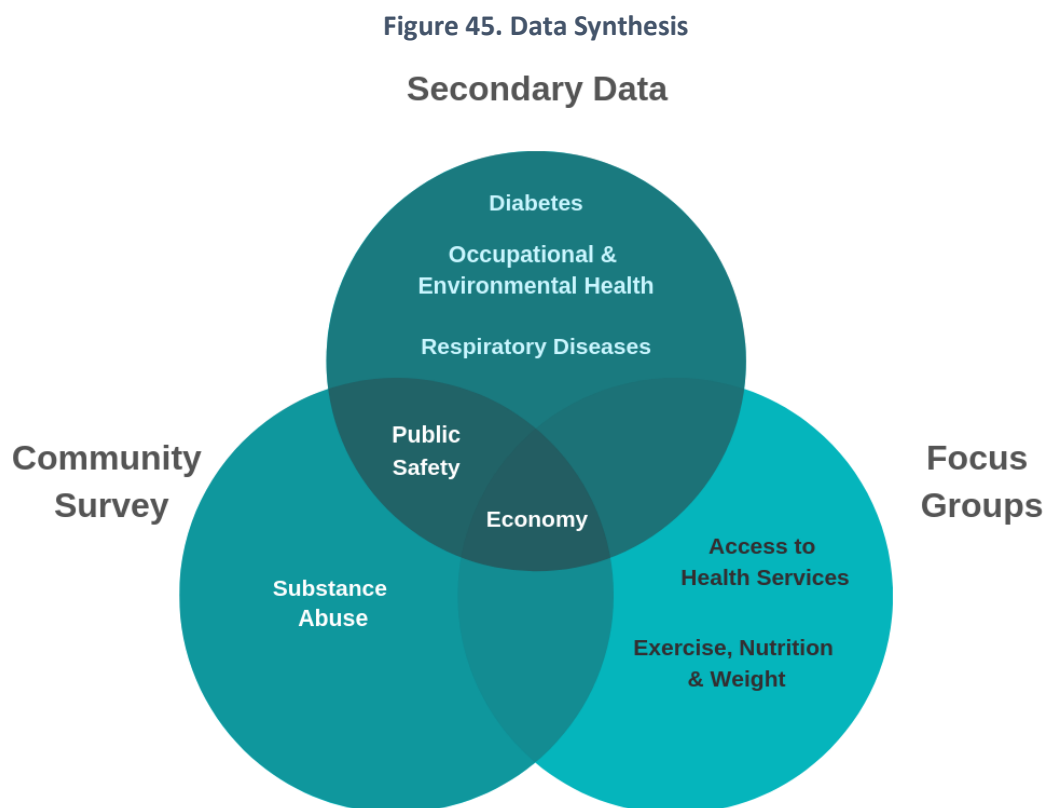 Figure 45. Data Synthesis
Secondary Data
Diabetes
Occupational &
Environmental Health
Respiratory Diseases
Public
Safety
Economy
Community
Survey
Focus
Groups
Access to
Health Services
Substance
Abuse
Exercise, Nutrition
& Weight